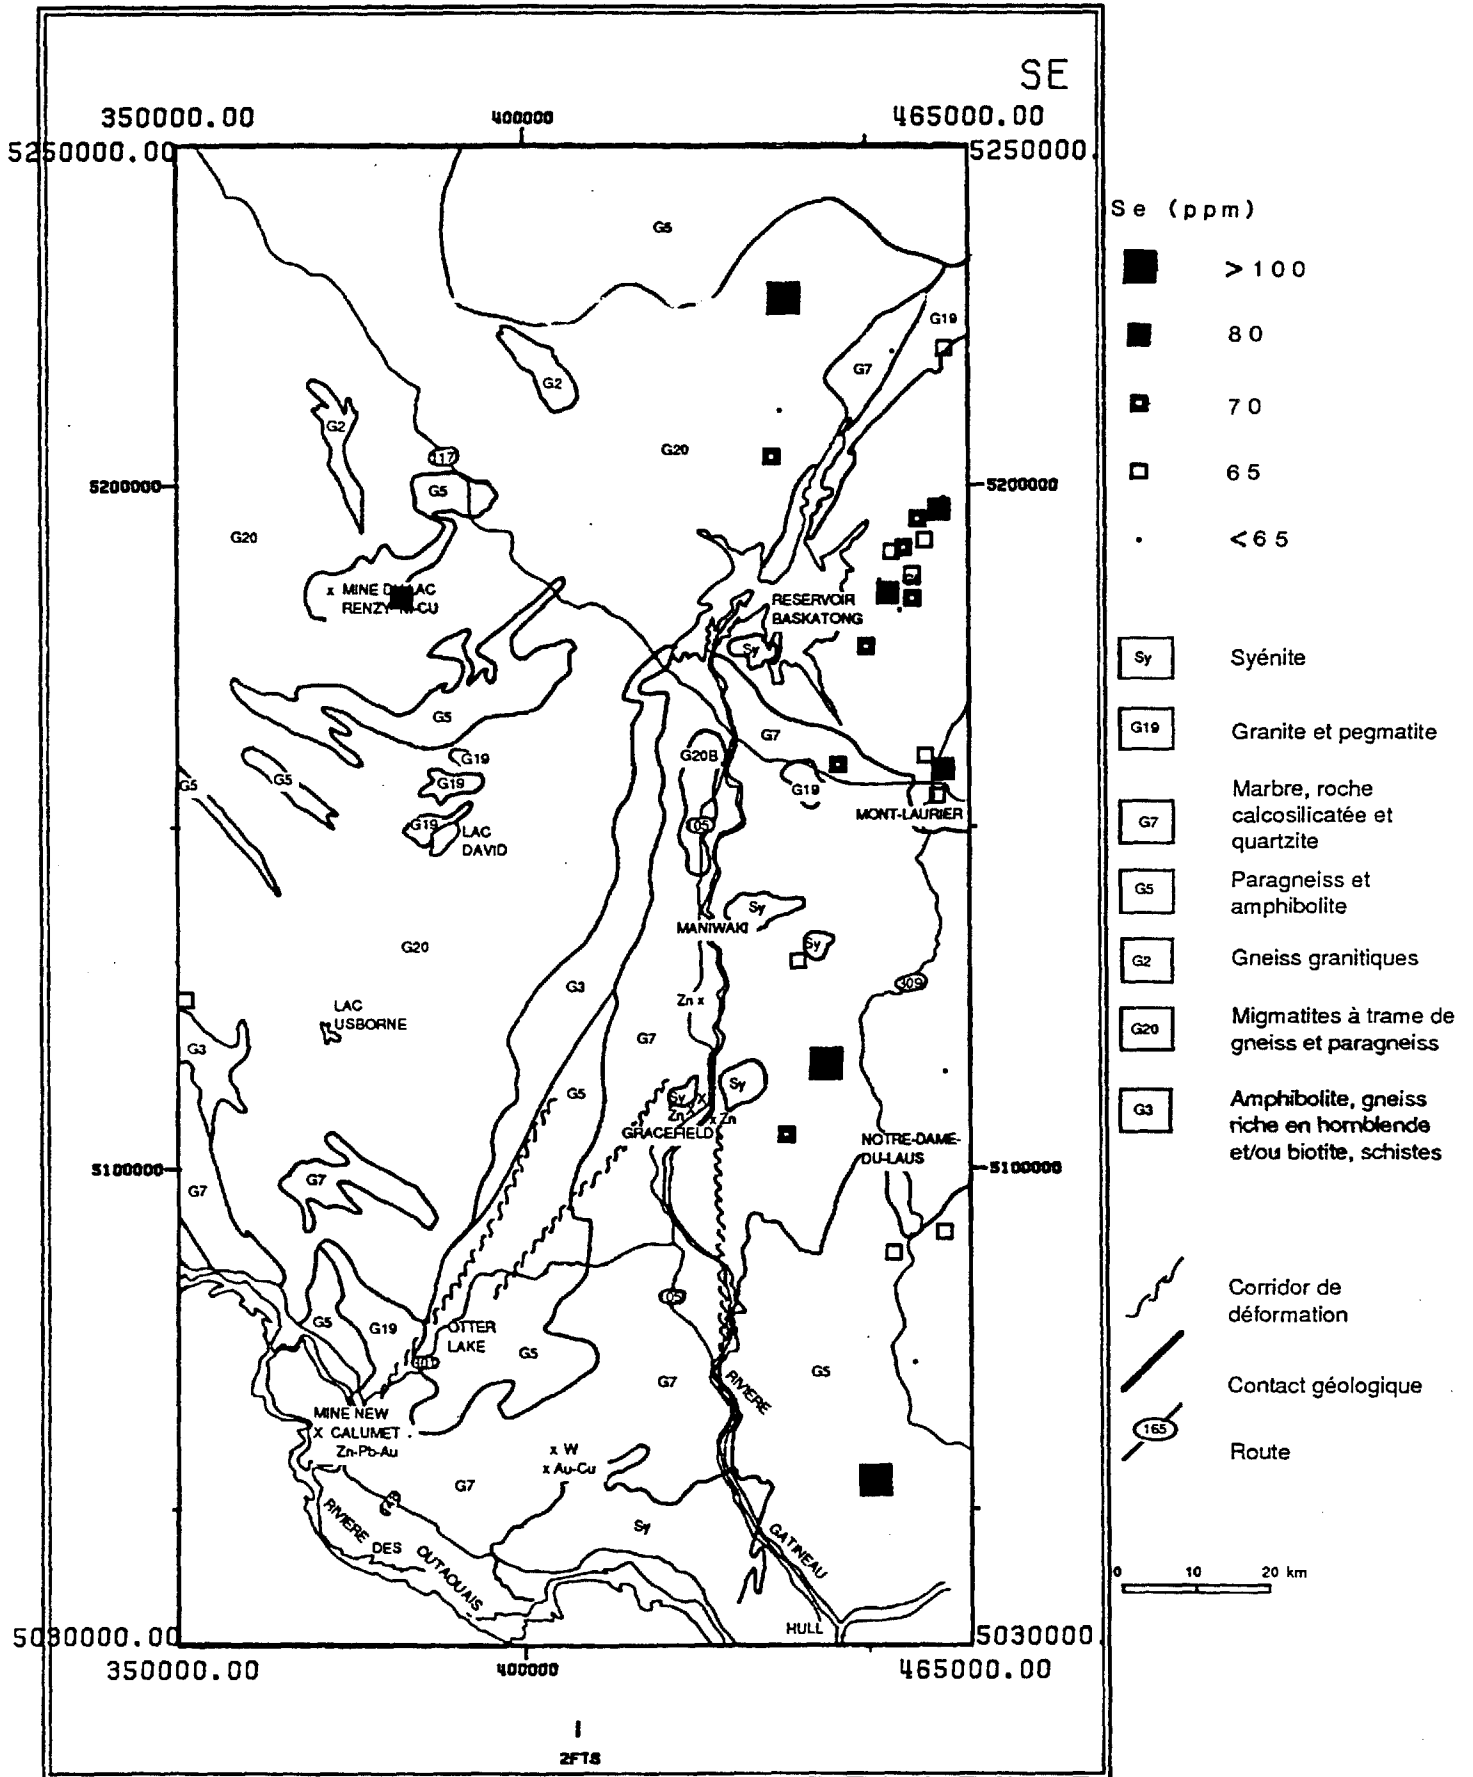 SE
350000.00
400000
465000.00
5250000.00
5250000.
G5
G19
G7
G2
G2
G20
117
G5
5200000
5200000
G20
x MINE DU LAC
RENZY NI-CU
RESERVOIR
BASKATONG
Sy
G5
G7
G20B
G19
G5
G5
G19
G19
MONT-LAURIER
G19
LAC
DAVID
105
Sy
MANIWAKI
Sy
G20
309
G3
Zn x
LAC
USBORNE
G3
G7
G5
Sy
Sy
x
Zn
x Zn
GRACEFIELD
NOTRE-DAME-
DU-LAUS
5100000
5100000
G7
G7
105
G5
G19
OTTER
LAKE
301
G5
G7
G5
RIVIERE
MINE NEW
X CALUMET
Zn-Pb-Au
x W
x Au-Cu
G7
148
RIVIERE DES OUTAOUAIS
Sy
GATINEAU
HULL
5030000.00
5030000.
350000.00
400000
465000.00
2FTS
Se (ppm)
>100
80
70
65
<65
Sy Syénite
G19 Granite et pegmatite
Marbre, roche
G7 calcosilicatée et
quartzite
G5 Paragneiss et
amphibolite
G2 Gneiss granitiques
G20 Migmatites à trame de
gneiss et paragneiss
G3 Amphibolite, gneiss
riche en hornblende
et/ou biotite, schistes
Corridor de
déformation
Contact géologique
165
Route
0 10 20 km